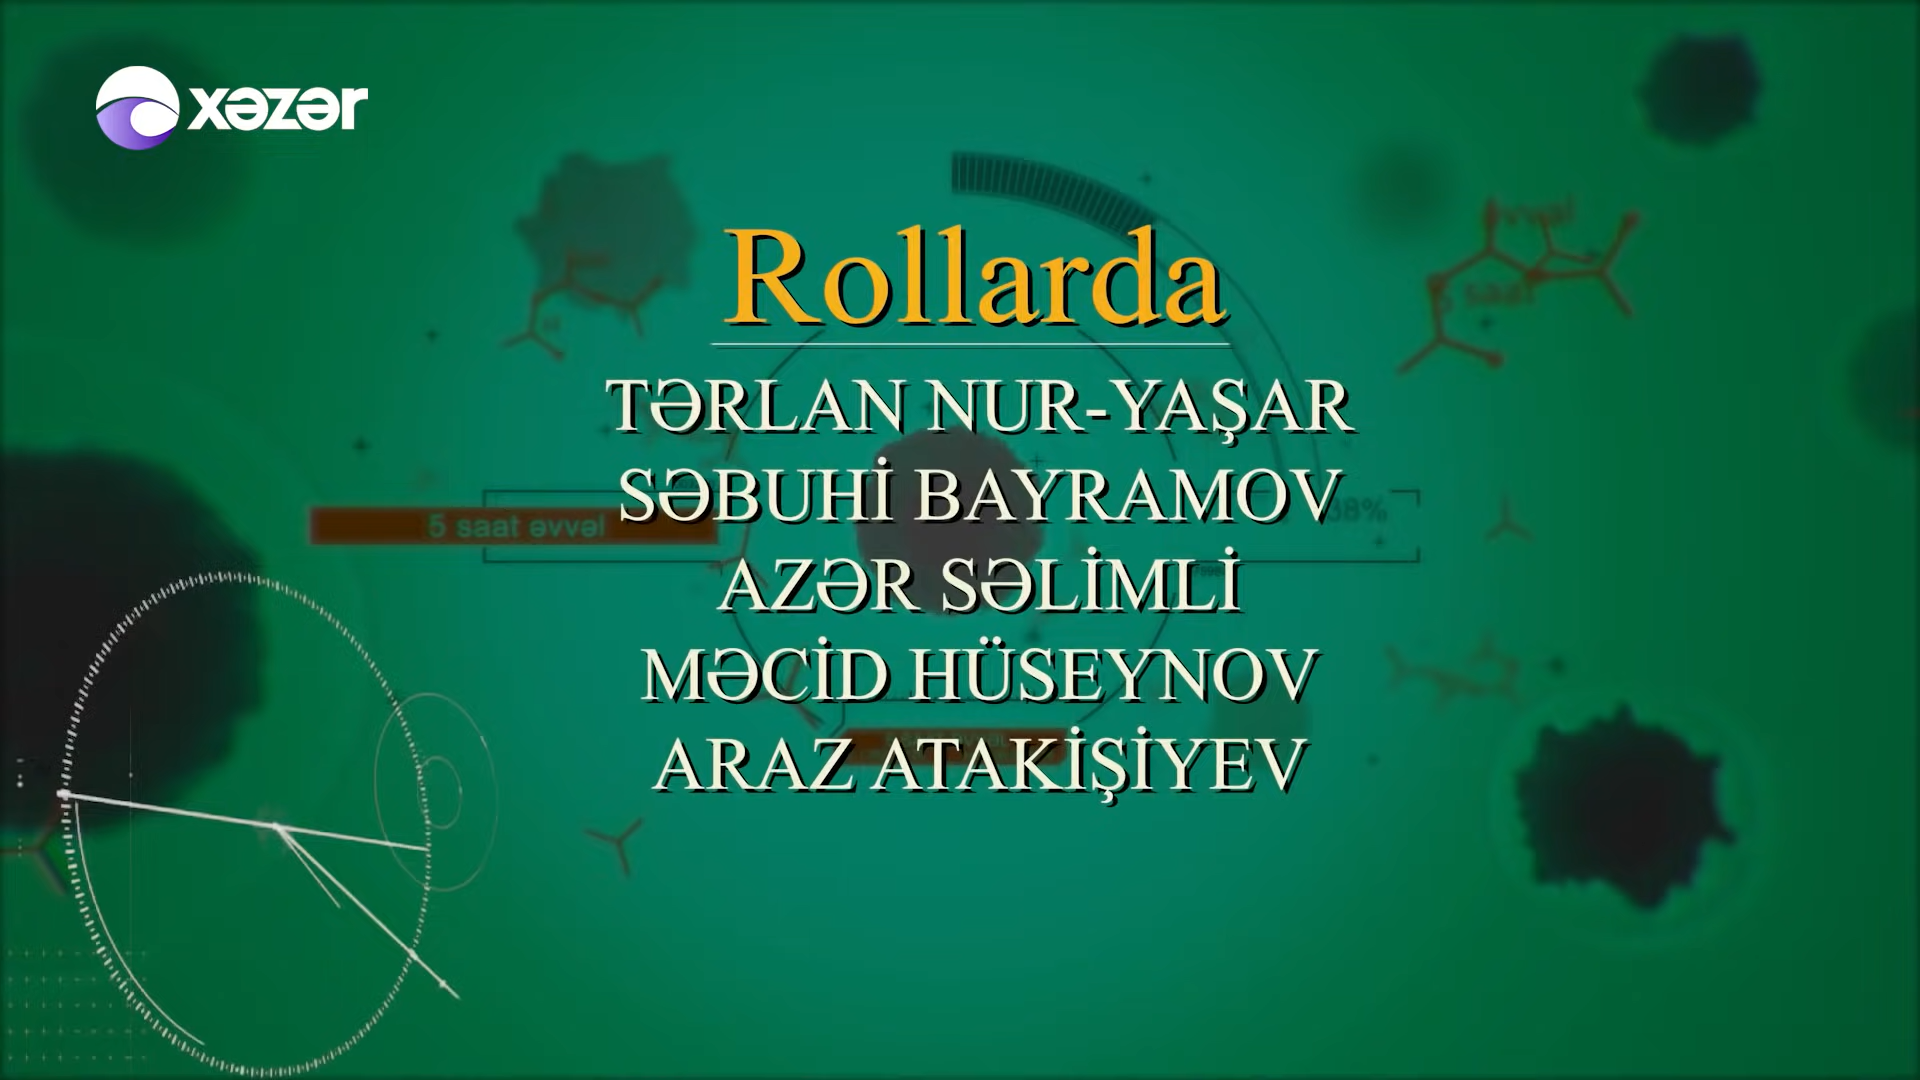 xəzər
Rollarda
TƏRLAN NUR-YAŞAR
SƏBUHİ BAYRAMOV
38%
5 saat əvvəl
AZƏR SƏLİMLİ
MƏCİD HÜSEYNOV
ARAZ ATAKİŞİYEV